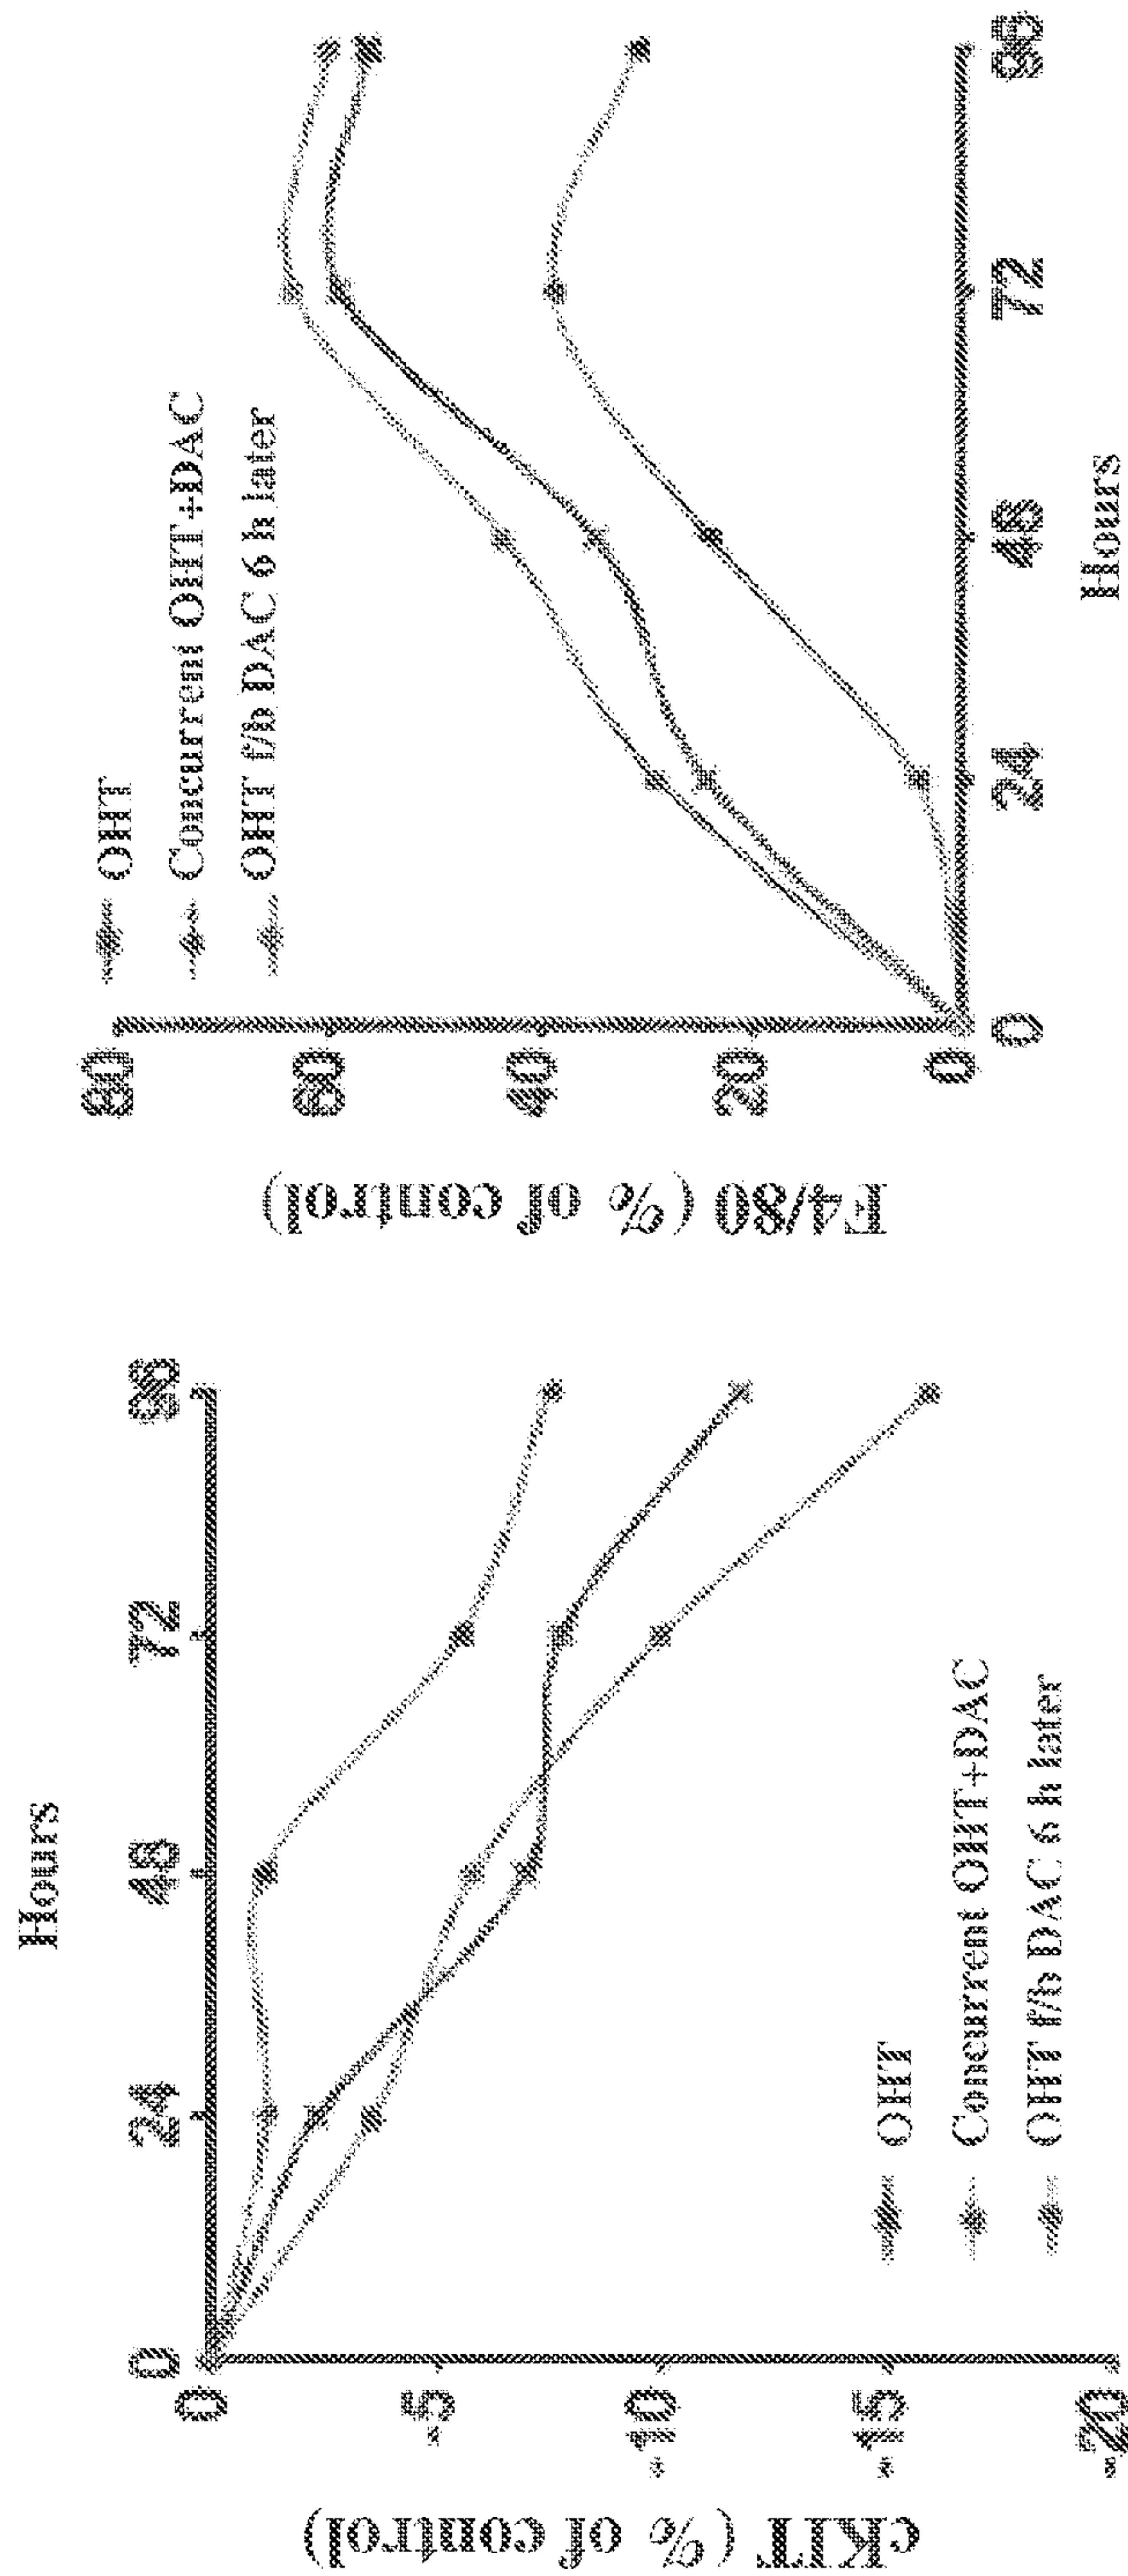 Hours
0
24
48
72
96
0
-5
-10
-15
-20
cKIT (% of control)
OHT
Concurrent OHT+DAC
OHT f/b DAC 6 h later
80
60
40
20
0
F4/80 (% of control)
OHT
Concurrent OHT+DAC
OHT f/b DAC 6 h later
0
24
48
72
96
Hours